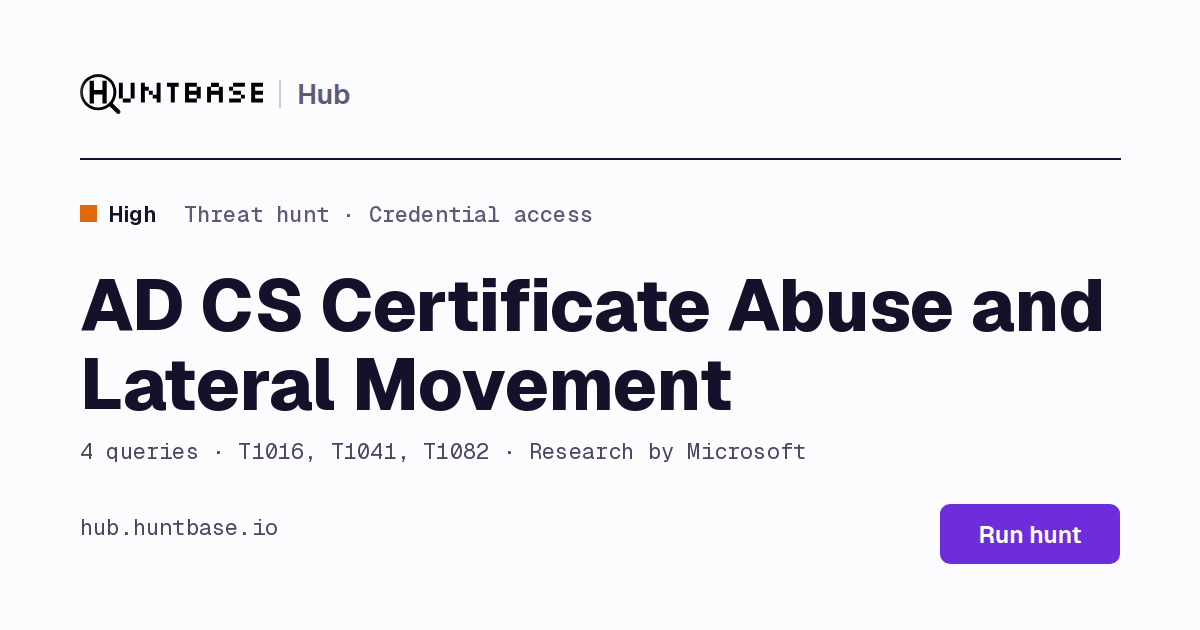 HUNTBASE Hub
High Threat hunt · Credential access
AD CS Certificate Abuse and
Lateral Movement
4 queries · T1016, T1041, T1082 · Research by Microsoft
hub.huntbase.io
Run hunt